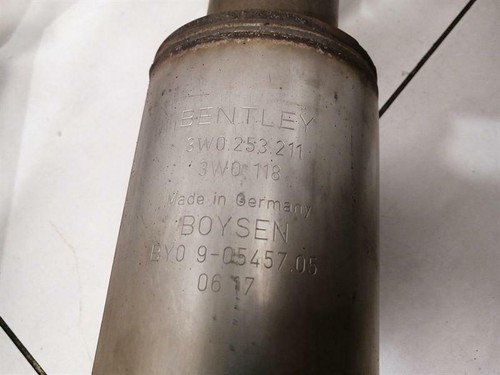 BENTLEY
3W0.253.211
3W0.118
Made in Germany
BOYSEN
BY0 9-05457.05
06 17